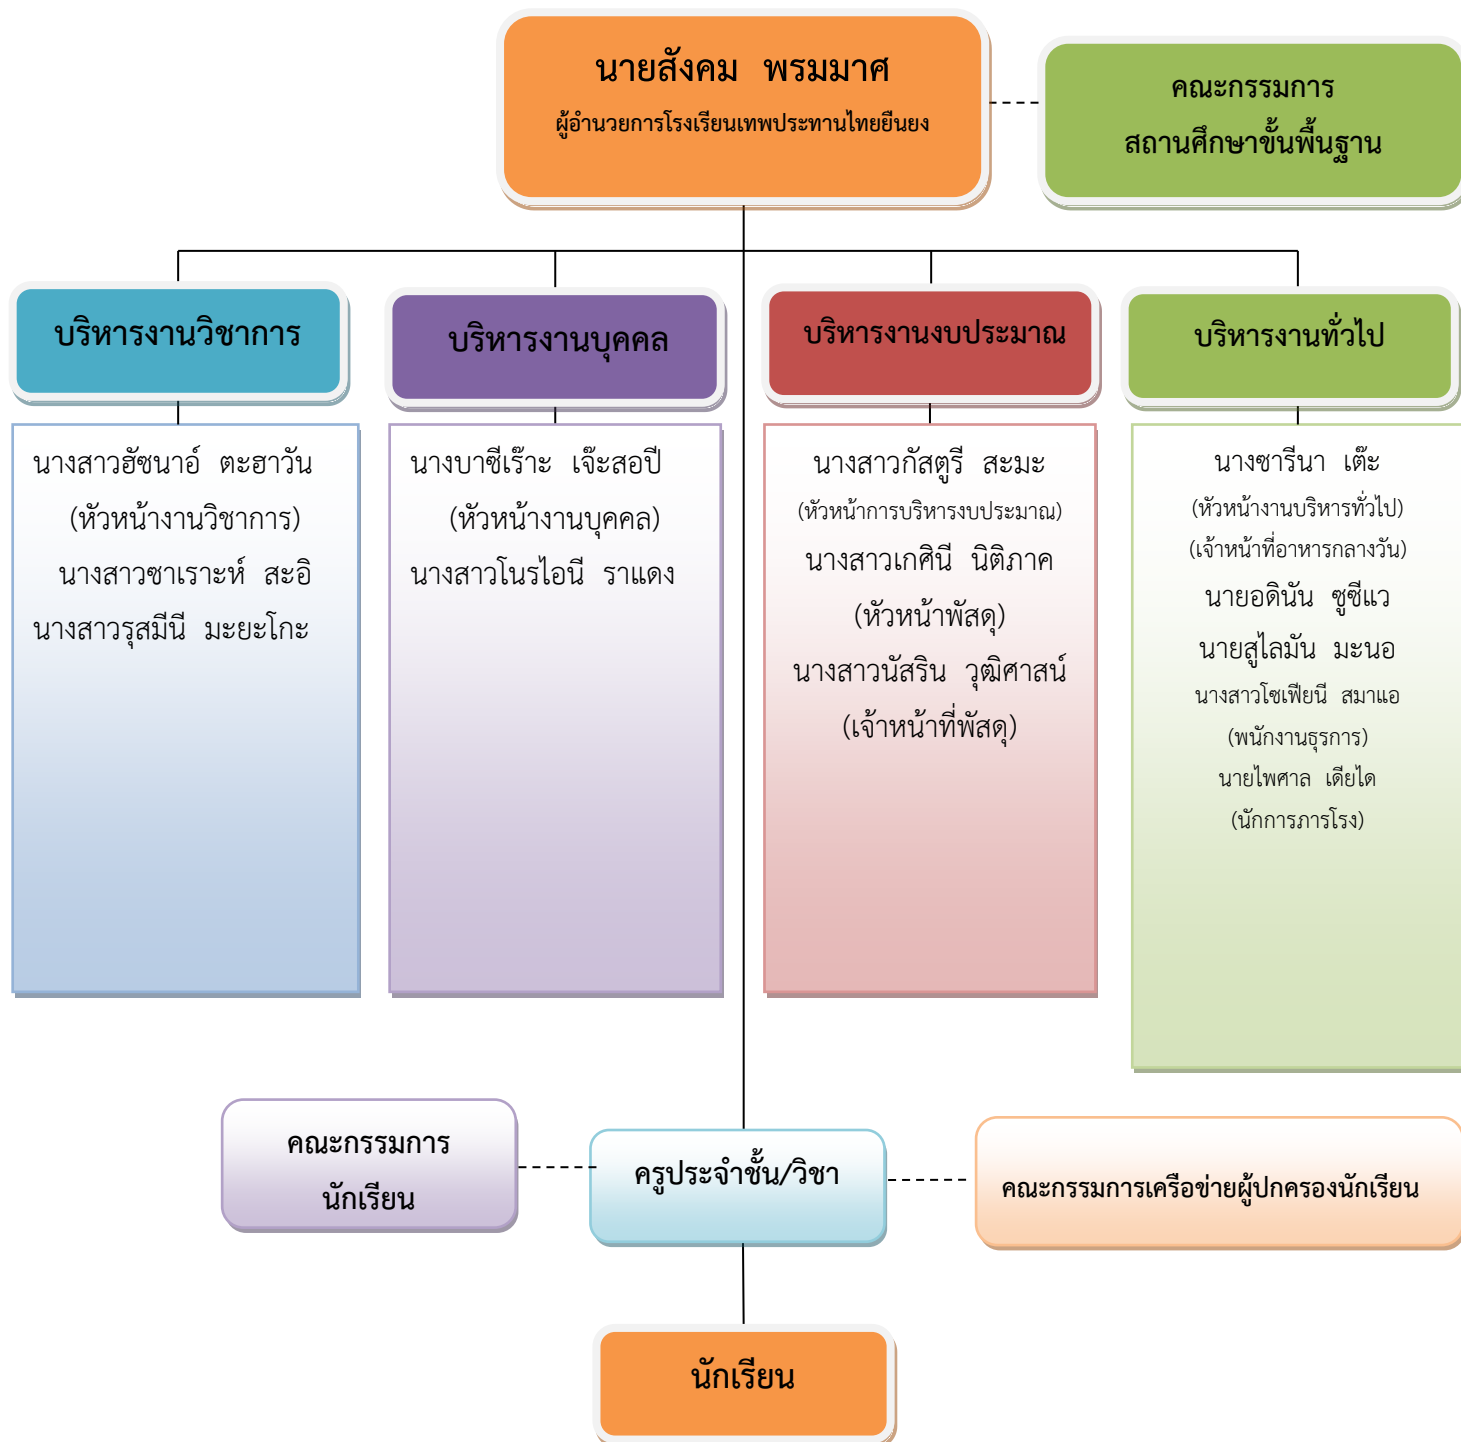 นายสังคม พรมมาศ
ผู้อำนวยการโรงเรียนเทพประทานไทยยืนยง
คณะกรรมการ
สถานศึกษาขั้นพื้นฐาน
บริหารงานวิชาการ
นางสาวฮัซนาอ์ ตะฮาวัน
(หัวหน้างานวิชาการ)
นางสาวซาเราะห์ สะอิ
นางสาวรุสมีนี มะยะโกะ
บริหารงานบุคคล
นางบาซีเร๊าะ เจ๊ะสอปี
(หัวหน้างานบุคคล)
นางสาวโนรไอนี ราแดง
บริหารงานงบประมาณ
นางสาวกัสตูรี สะมะ
(หัวหน้าการบริหารงบประมาณ)
นางสาวเกศินี นิติภาค
(หัวหน้าพัสดุ)
นางสาวนัสริน วุฒิศาสน์
(เจ้าหน้าที่พัสดุ)
บริหารงานทั่วไป
นางซารีนา เต๊ะ
(หัวหน้างานบริหารทั่วไป)
(เจ้าหน้าที่อาหารกลางวัน)
นายอดินัน ซูซีแว
นายสูไลมัน มะนอ
นางสาวโซเฟียนี สมาแอ
(พนักงานธุรการ)
นายไพศาล เดียได
(นักการภารโรง)
คณะกรรมการ
นักเรียน
ครูประจำชั้น/วิชา
คณะกรรมการเครือข่ายผู้ปกครองนักเรียน
นักเรียน